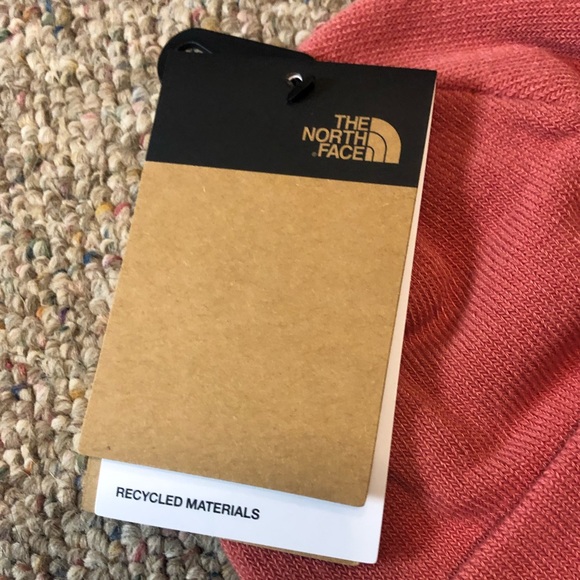 THE
NORTH
FACE
RECYCLED MATERIALS